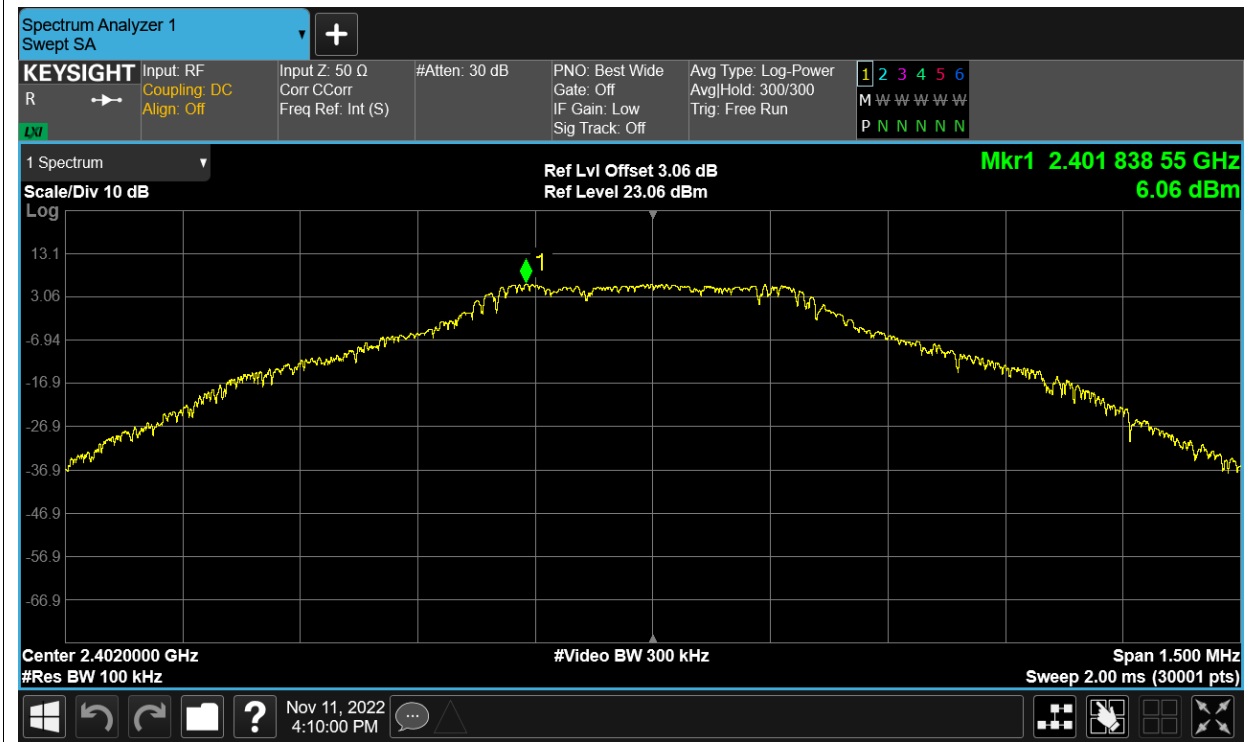 Spectrum Analyzer 1
Swept SA
+
KEYSIGHT
R
LXI
Input: RF
Coupling: DC
Align: Off
Input Z: 50 Ω
Corr CCorr
Freq Ref: Int (S)
#Atten: 30 dB
PNO: Best Wide
Gate: Off
IF Gain: Low
Sig Track: Off
Avg Type: Log-Power
Avg|Hold: 300/300
Trig: Free Run
1 2 3 4 5 6
M W W W W W
P N N N N N
1 Spectrum
Scale/Div 10 dB
Log
Ref Lvl Offset 3.06 dB
Ref Level 23.06 dBm
Mkr1 2.401 838 55 GHz
6.06 dBm
1
13.1
3.06
-6.94
-16.9
-26.9
-36.9
-46.9
-56.9
-66.9
Center 2.4020000 GHz
#Res BW 100 kHz
#Video BW 300 kHz
Span 1.500 MHz
Sweep 2.00 ms (30001 pts)
?
Nov 11, 2022
4:10:00 PM